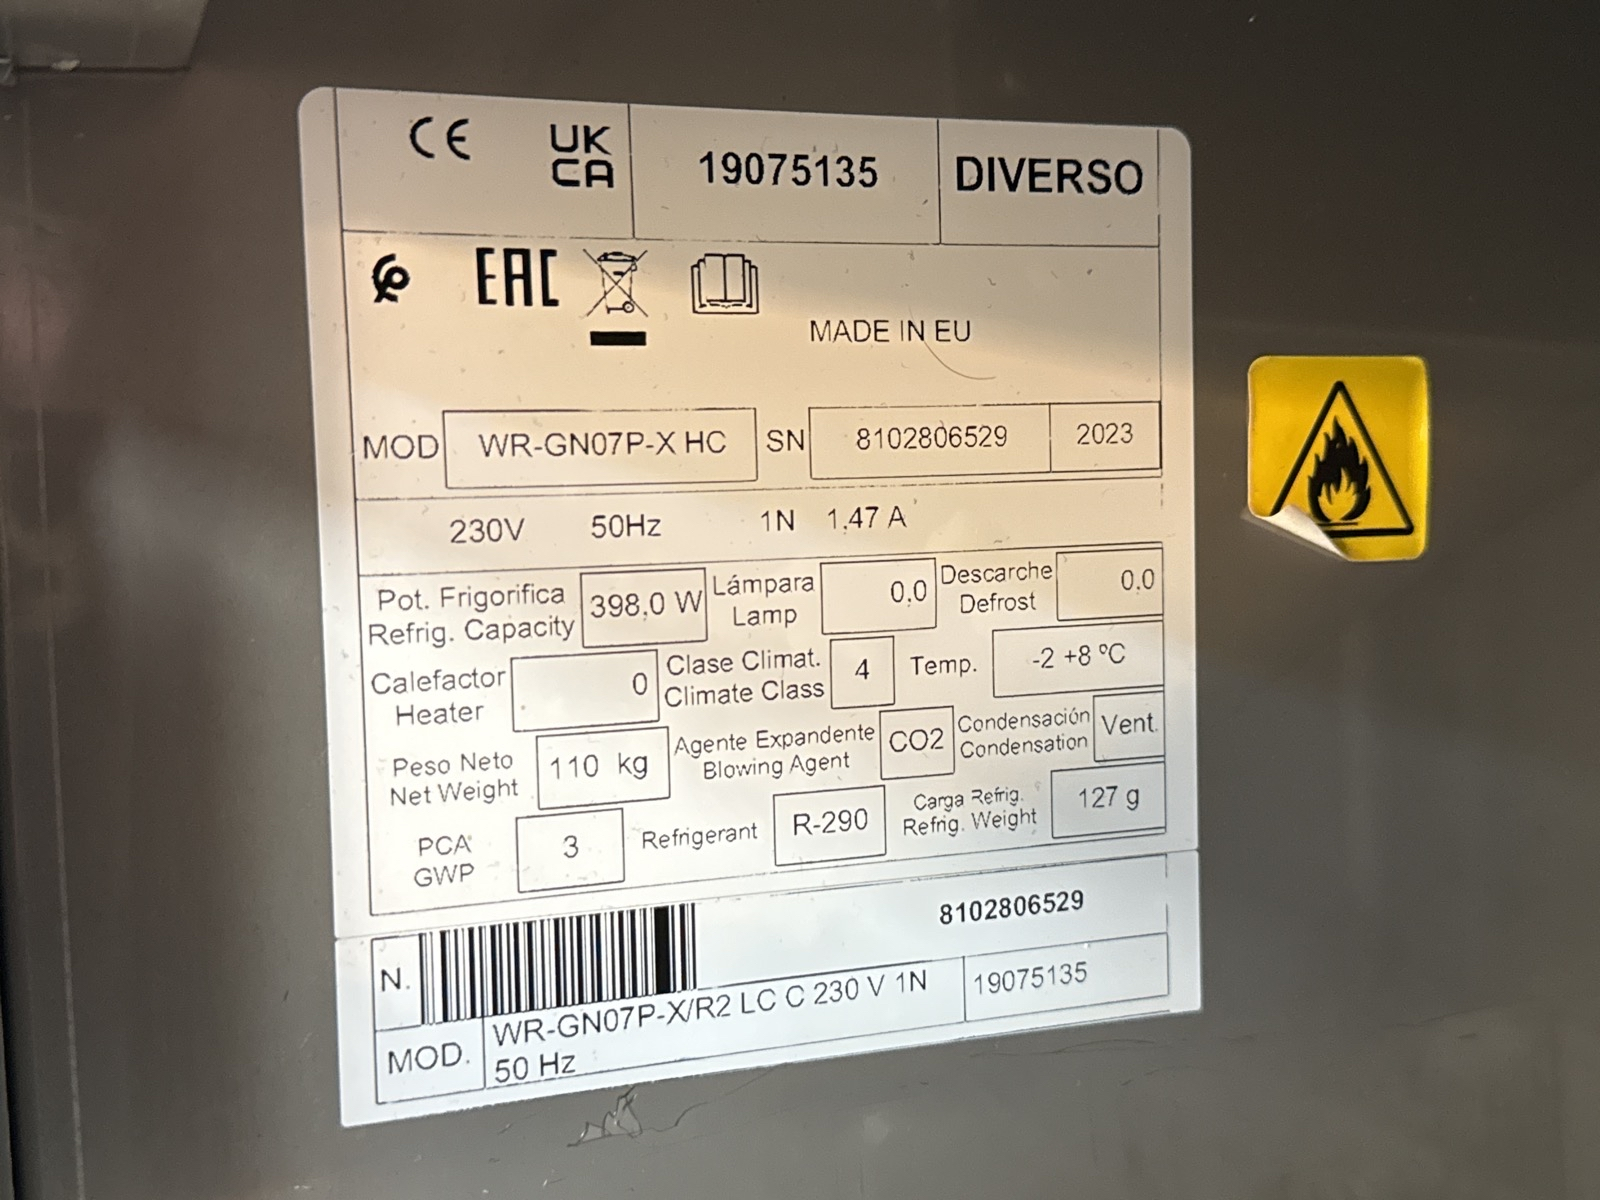 CE UKCA 19075135 DIVERSO
EAC
MADE IN EU
MOD WR-GN07P-X HC SN 8102806529 2023
230V 50Hz 1N 1,47 A
Pot. Frigorifica 398,0 W Lámpara 0,0 Descarche 0,0
Refrig. Capacity Lamp Defrost
Calefactor 0 Clase Climat. 4 Temp. -2 +8 ºC
Heater Climate Class
Peso Neto 110 kg Agente Expandente CO2 Condensación Vent.
Net Weight Blowing Agent Condensation
PCA 3 Refrigerant R-290 Carga Refrig. 127 g
GWP Refrig. Weight
8102806529
N.
MOD. WR-GN07P-X/R2 LC C 230 V 1N 19075135
50 Hz